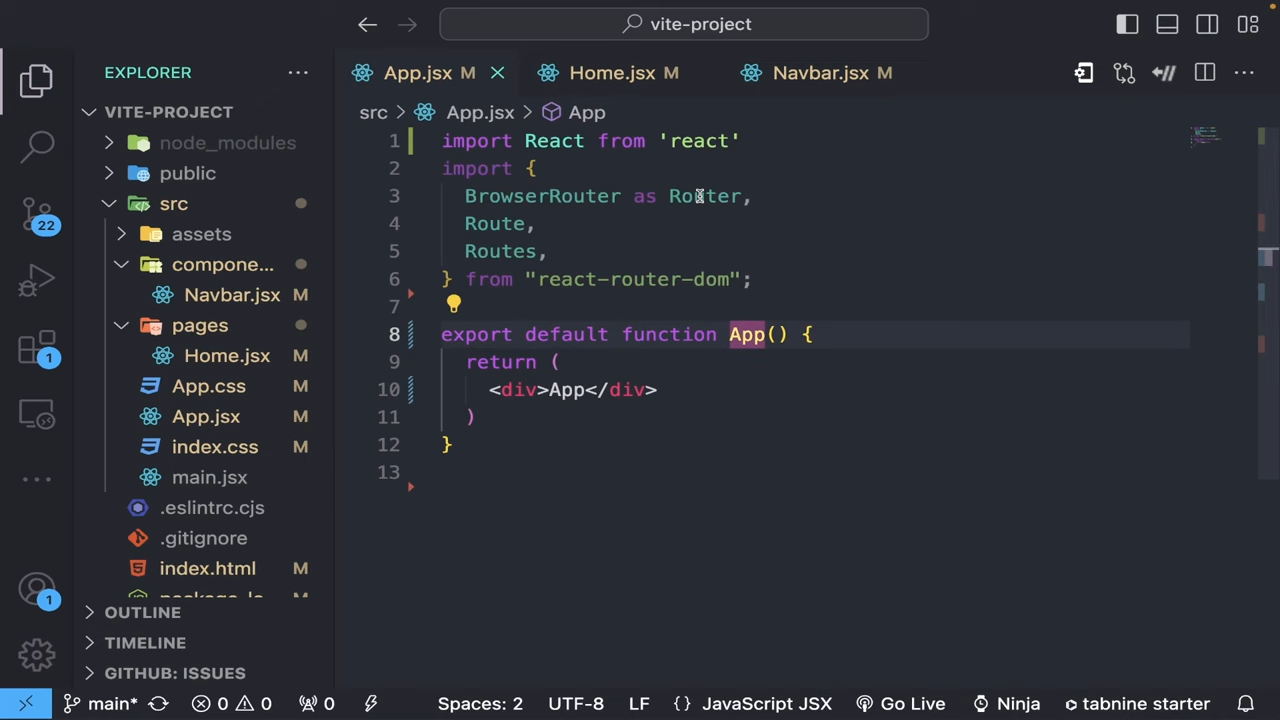 vite-project
EXPLORER
VITE-PROJECT
node_modules
public
src
assets
compone...
Navbar.jsx M
pages
Home.jsx M
App.css M
App.jsx M
index.css M
main.jsx
.eslintrc.cjs
.gitignore
index.html M
OUTLINE
TIMELINE
GITHUB: ISSUES
22
1
1
App.jsx M
Home.jsx M
Navbar.jsx M
src > App.jsx > App
1 import React from 'react'
2 import {
3 BrowserRouter as Router,
4 Route,
5 Routes,
6 } from "react-router-dom";
7
8 export default function App() {
9 return (
10 <div>App</div>
11 )
12 }
13
main* 0 0 0 Spaces: 2 UTF-8 LF {} JavaScript JSX Go Live Ninja tabnine starter